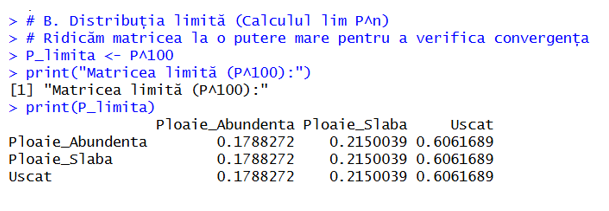 > # B. Distribuția limită (Calculul lim P^n)
> # Ridicăm matricea la o putere mare pentru a verifica convergența
> P_limita <- P^100
> print("Matricea limită (P^100):")
[1] "Matricea limită (P^100):"
> print(P_limita)
Ploaie_Abundenta Ploaie_Slaba Uscat
Ploaie_Abundenta 0.1788272 0.2150039 0.6061689
Ploaie_Slaba 0.1788272 0.2150039 0.6061689
Uscat 0.1788272 0.2150039 0.6061689